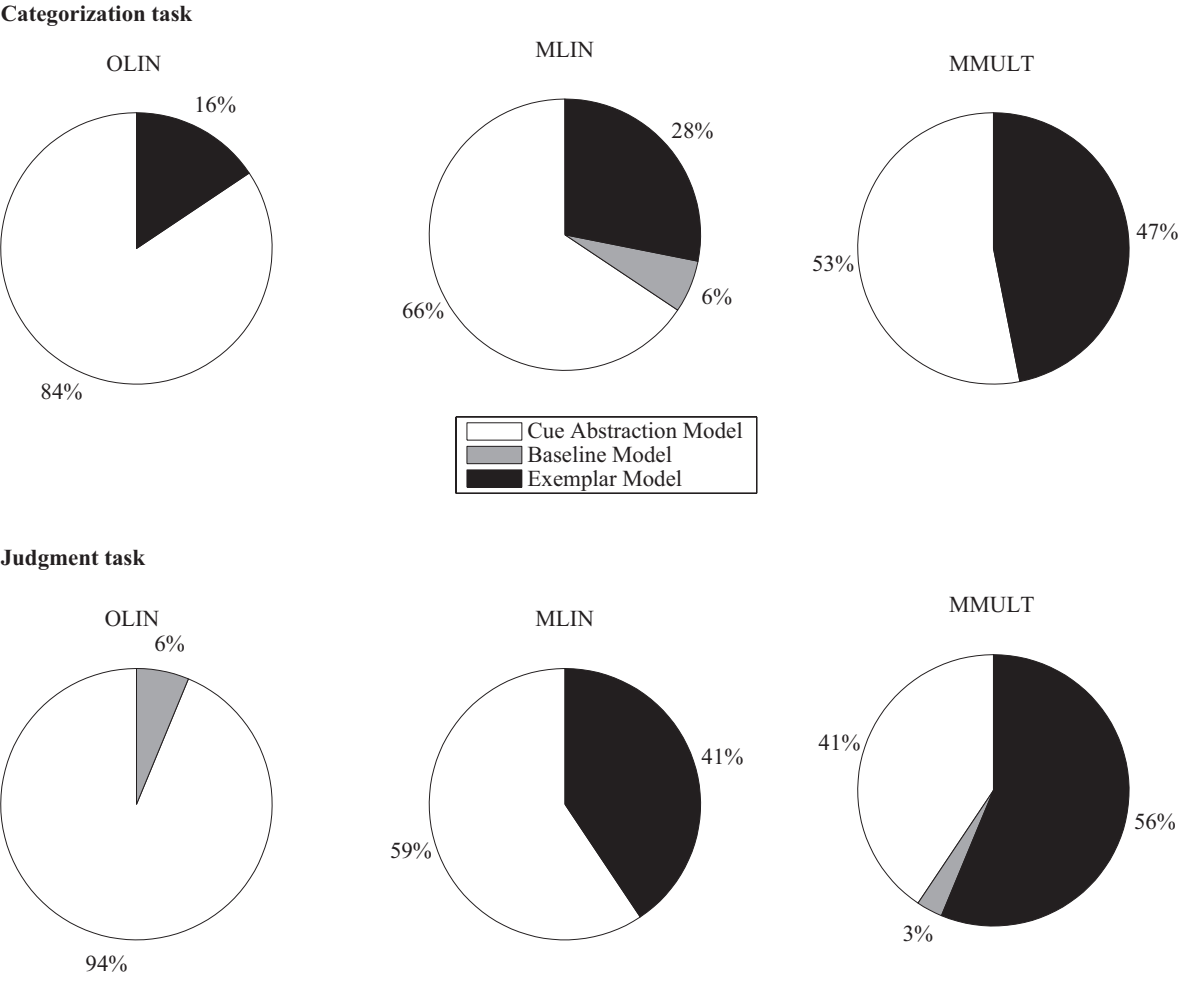 Categorization task
OLIN
MLIN
MMULT
16%
84%
28%
6%
66%
47%
53%
Cue Abstraction Model
Baseline Model
Exemplar Model
Judgment task
OLIN
MLIN
MMULT
6%
94%
41%
59%
41%
56%
3%